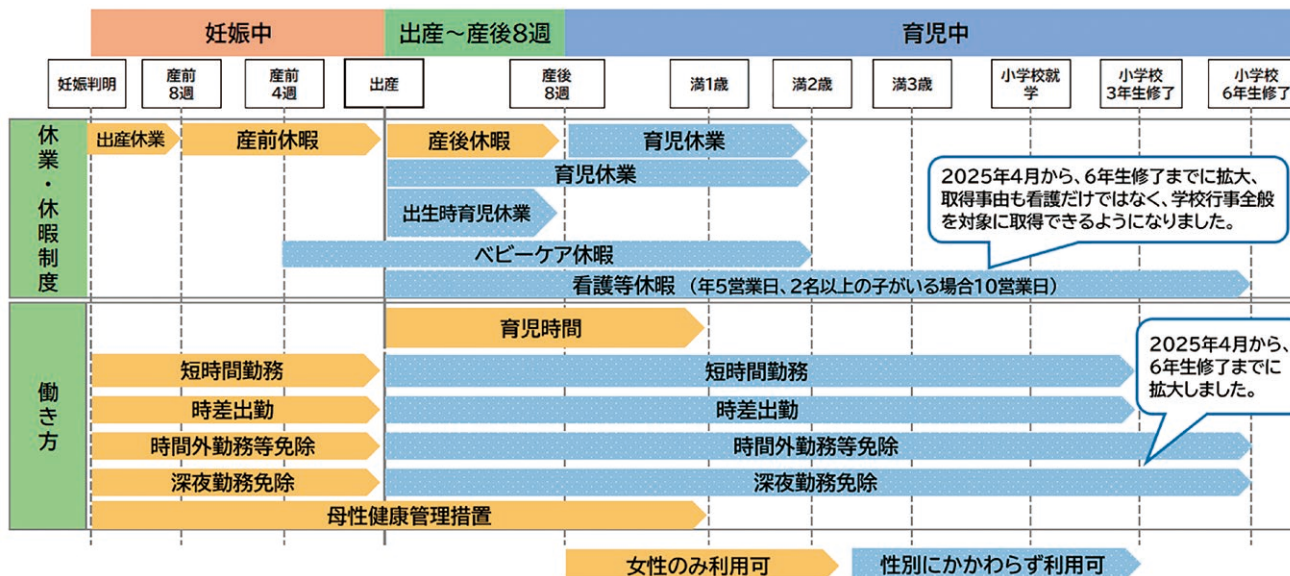 妊娠中
出産～産後8週
育児中
妊娠判明
産前
8週
産前
4週
出産
産後
8週
満1歳
満2歳
満3歳
小学校就
学
小学校
3年生修了
小学校
6年生修了
休業・休暇制度
出産休業
産前休暇
産後休暇
育児休業
育児休業
出生時育児休業
ベビーケア休暇
看護等休暇（年5営業日、2名以上の子がいる場合10営業日）
2025年4月から、6年生修了までに拡大、
取得事由も看護だけではなく、学校行事全般
を対象に取得できるようになりました。
働き方
育児時間
短時間勤務
短時間勤務
時差出勤
時差出勤
時間外勤務等免除
時間外勤務等免除
深夜勤務免除
深夜勤務免除
母性健康管理措置
2025年4月から、
6年生修了までに
拡大しました。
女性のみ利用可
性別にかかわらず利用可